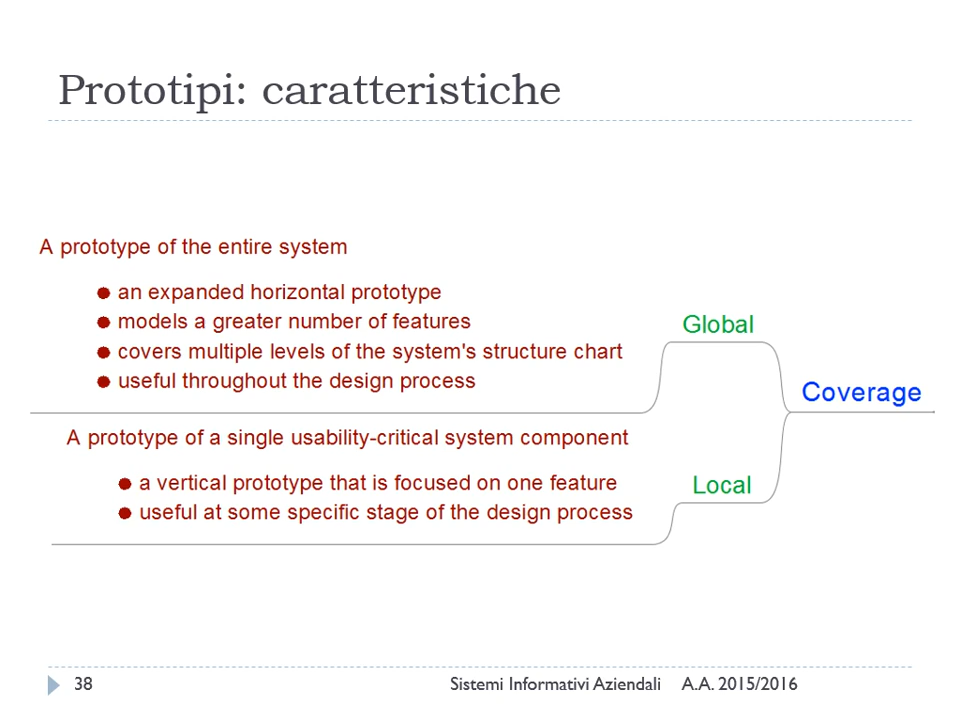 Prototipi: caratteristiche
A prototype of the entire system
an expanded horizontal prototype
models a greater number of features
covers multiple levels of the system's structure chart
useful throughout the design process
Global
Coverage
A prototype of a single usability-critical system component
a vertical prototype that is focused on one feature
useful at some specific stage of the design process
Local
38 Sistemi Informativi Aziendali A.A. 2015/2016